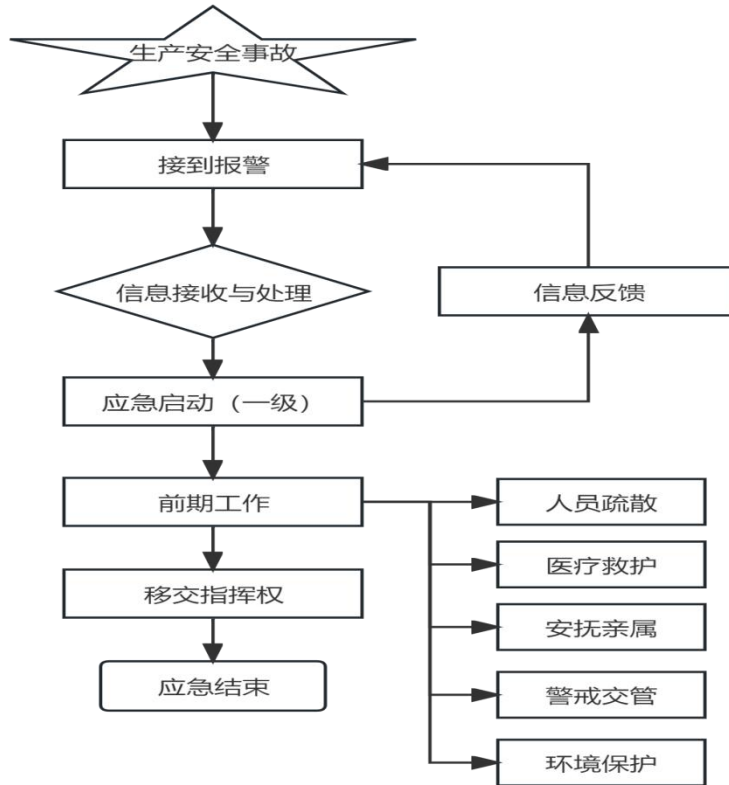 生产安全事故
接到报警
信息接收与处理
信息反馈
应急启动（一级）
前期工作
人员疏散
医疗救护
移交指挥权
安抚亲属
应急结束
警戒交管
环境保护